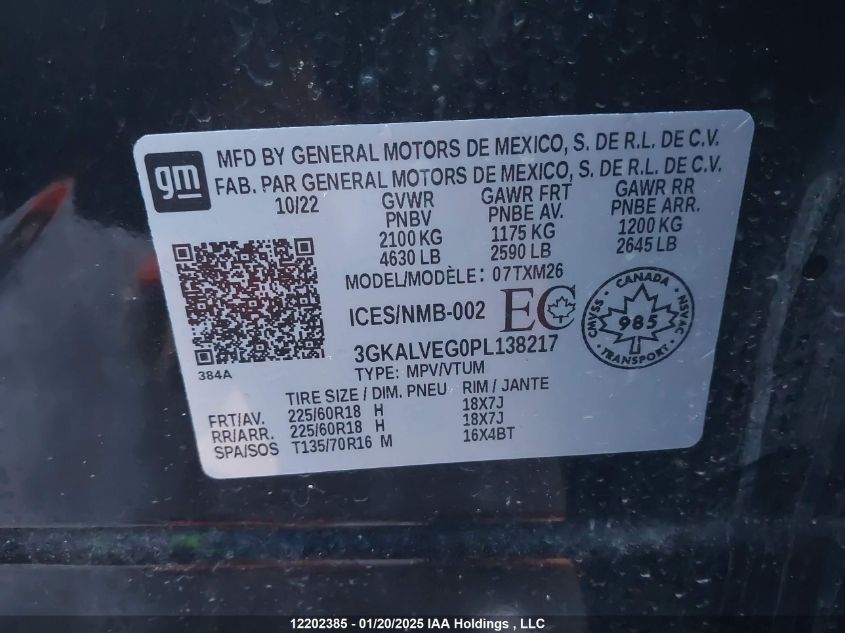 gm
MFD BY GENERAL MOTORS DE MEXICO, S. DE R.L. DE C.V.
FAB. PAR GENERAL MOTORS DE MEXICO, S. DE R.L. DE C.V.
10/22 GVWR GAWR FRT GAWR RR
PNBV PNBE AV. PNBE ARR.
2100 KG 1175 KG 1200 KG
4630 LB 2590 LB 2645 LB
MODEL/MODÈLE: 07TXM26
ICES/NMB-002 EC
CANADA
SVAC/NSVAC
985
TRANSPORT
3GKALVEG0PL138217
384A
TYPE: MPV/VTUM
TIRE SIZE / DIM. PNEU RIM / JANTE
FRT/AV. 225/60R18 H 18X7J
RR/ARR. 225/60R18 H 18X7J
SPA/SOS T135/70R16 M 16X4BT
12202385 - 01/20/2025 IAA Holdings , LLC